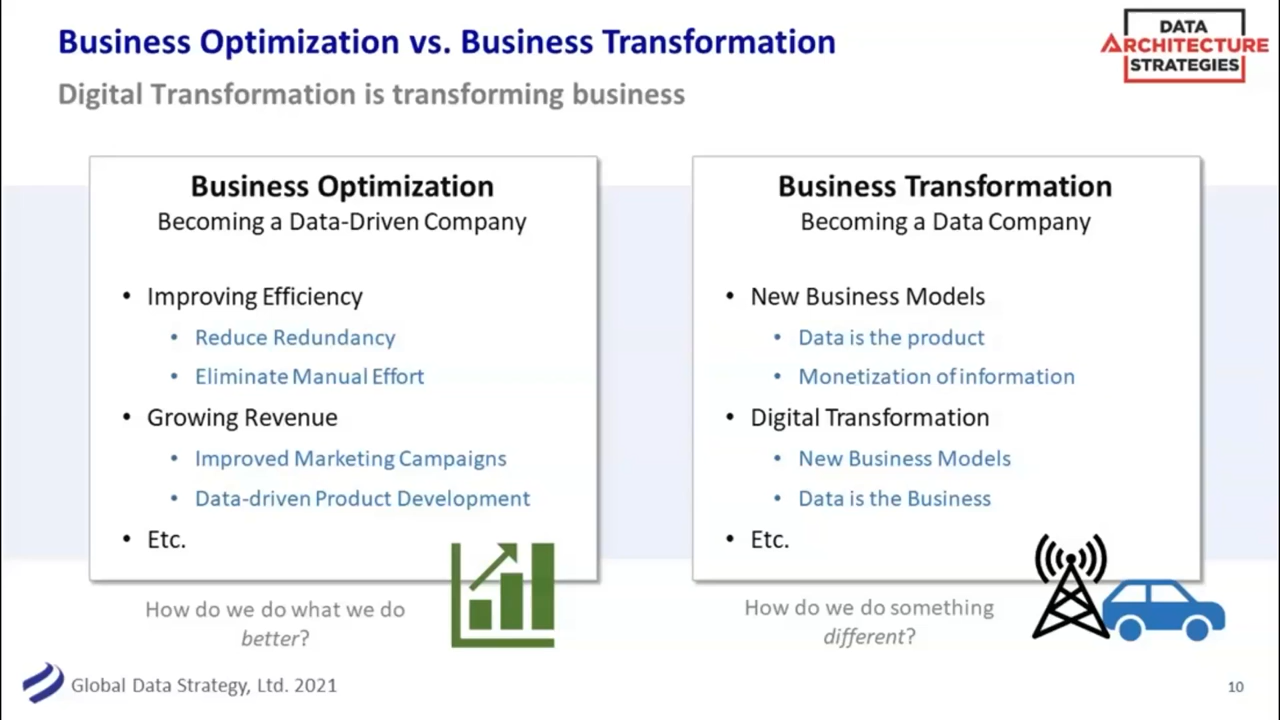 Business Optimization vs. Business Transformation
Digital Transformation is transforming business
DATA
ARCHITECTURE
STRATEGIES
Business Optimization
Becoming a Data-Driven Company
• Improving Efficiency
• Reduce Redundancy
• Eliminate Manual Effort
• Growing Revenue
• Improved Marketing Campaigns
• Data-driven Product Development
• Etc.
How do we do what we do
better?
Business Transformation
Becoming a Data Company
• New Business Models
• Data is the product
• Monetization of information
• Digital Transformation
• New Business Models
• Data is the Business
• Etc.
How do we do something
different?
Global Data Strategy, Ltd. 2021
10